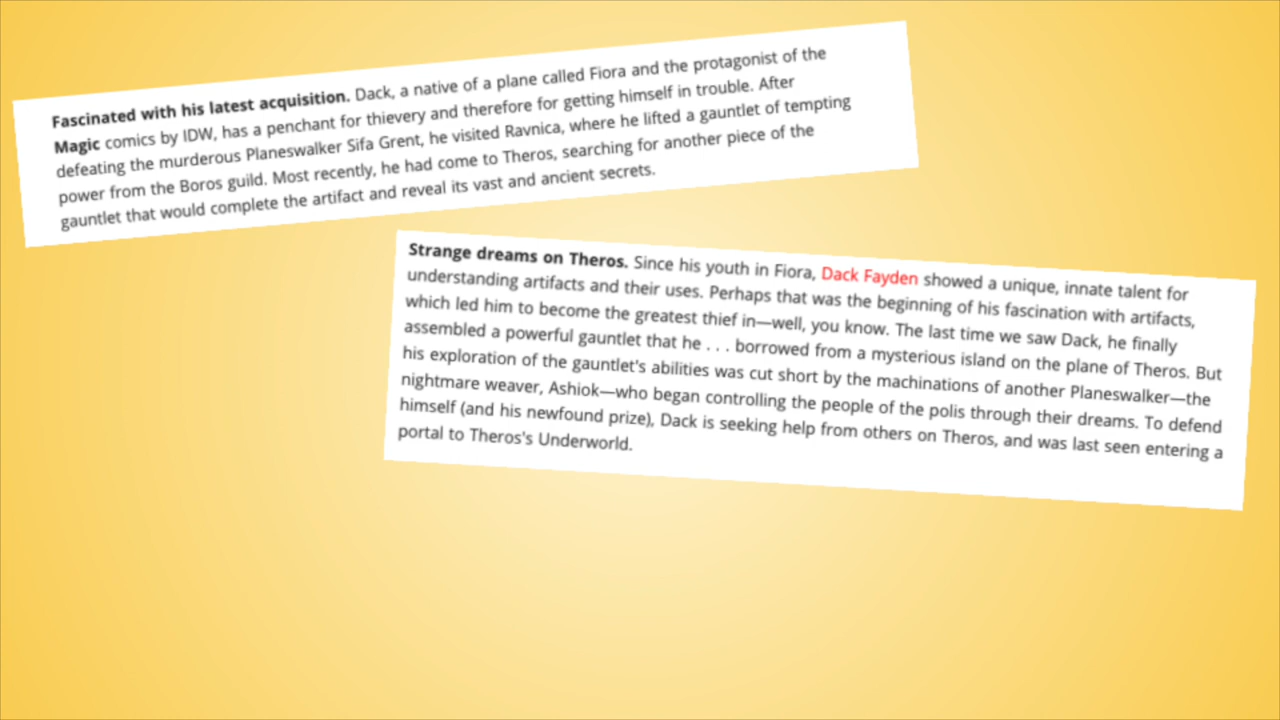 Fascinated with his latest acquisition. Dack, a native of a plane called Fiora and the protagonist of the
Magic comics by IDW, has a penchant for thievery and therefore for getting himself in trouble. After
defeating the murderous Planeswalker Sifa Grent, he visited Ravnica, where he lifted a gauntlet of tempting
power from the Boros guild. Most recently, he had come to Theros, searching for another piece of the
gauntlet that would complete the artifact and reveal its vast and ancient secrets.
Strange dreams on Theros. Since his youth in Fiora, Dack Fayden showed a unique, innate talent for
understanding artifacts and their uses. Perhaps that was the beginning of his fascination with artifacts,
which led him to become the greatest thief in—well, you know. The last time we saw Dack, he finally
assembled a powerful gauntlet that he . . . borrowed from a mysterious island on the plane of Theros. But
his exploration of the gauntlet's abilities was cut short by the machinations of another Planeswalker—the
nightmare weaver, Ashiok—who began controlling the people of the polis through their dreams. To defend
himself (and his newfound prize), Dack is seeking help from others on Theros, and was last seen entering a
portal to Theros's Underworld.